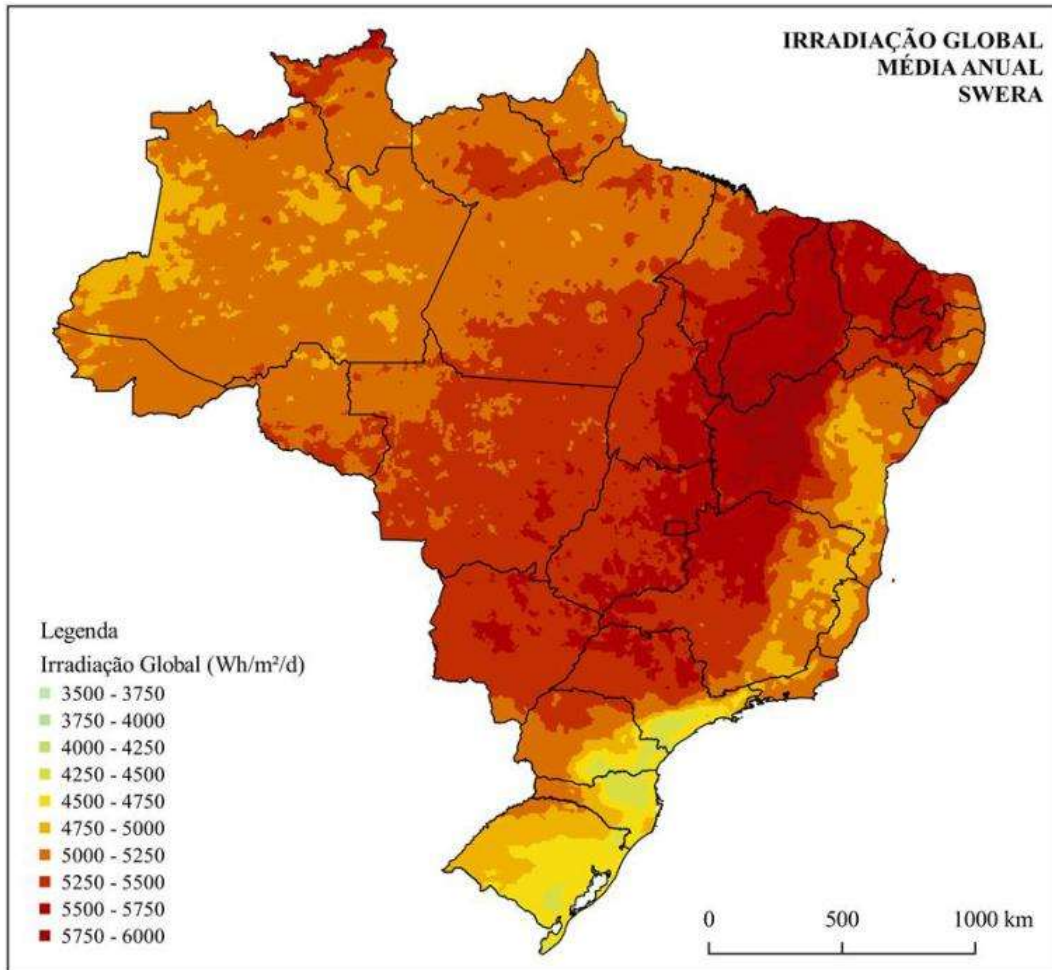 IRRADIAÇÃO GLOBAL
MÉDIA ANUAL
SWERA
Legenda
Irradiação Global (Wh/m²/d)
3500 - 3750
3750 - 4000
4000 - 4250
4250 - 4500
4500 - 4750
4750 - 5000
5000 - 5250
5250 - 5500
5500 - 5750
5750 - 6000
0 500 1000 km